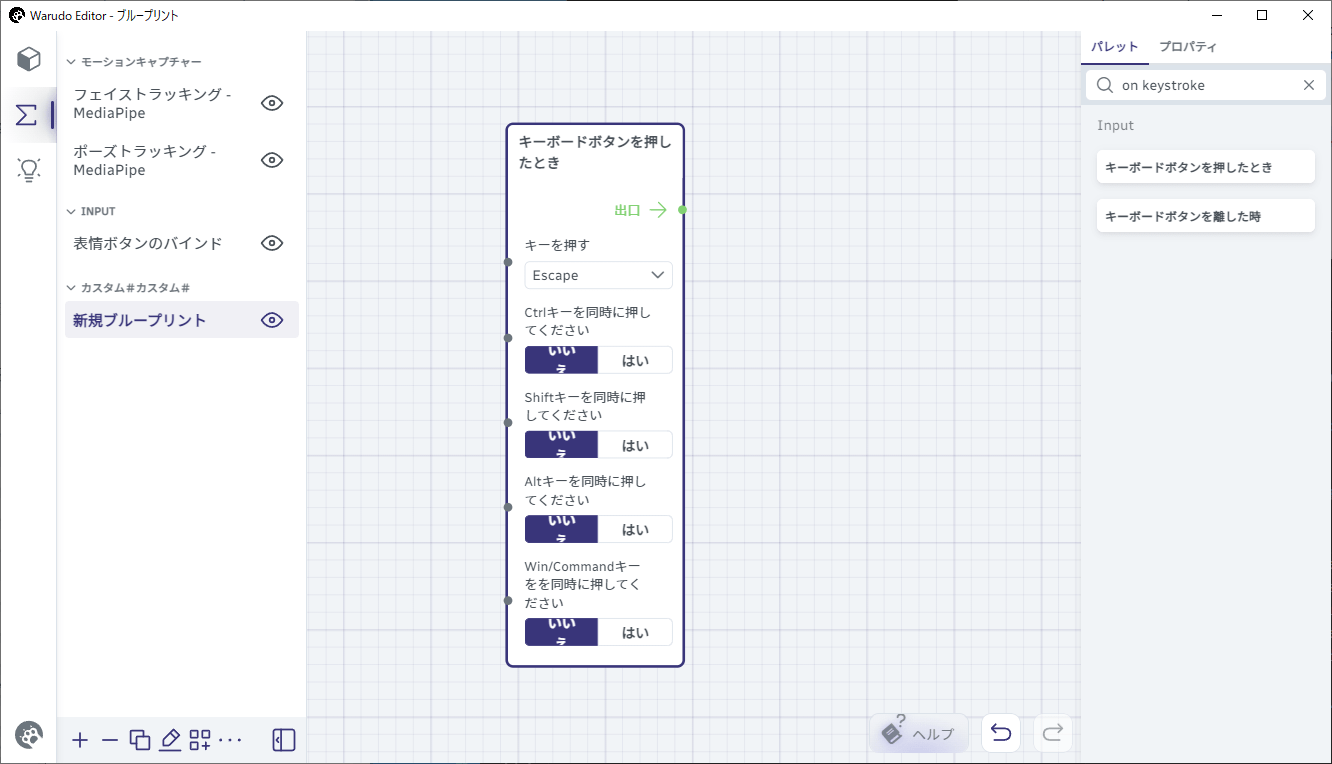 Warudo Editor - ブループリント
モーションキャプチャー
フェイストラッキング -
MediaPipe
ポーズトラッキング -
MediaPipe
INPUT
表情ボタンのバインド
カスタム#カスタム#
新規ブループリント
キーボードボタンを押し
たとき
出口
キーを押す
Escape
Ctrlキーを同時に押し
てください
いい
え
はい
Shiftキーを同時に押
してください
いい
え
はい
Altキーを同時に押し
てください
いい
え
はい
Win/Commandキー
をを同時に押してく
ださい
いい
え
はい
? ヘルプ
パレット プロパティ
on keystroke
Input
キーボードボタンを押したとき
キーボードボタンを離した時